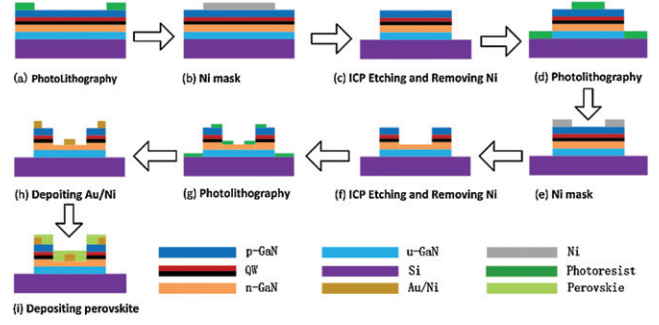 (a) PhotoLithography
(b) Ni mask
(c) ICP Etching and Removing Ni
(d) Photolithography
(h) Depoiting Au/Ni
(g) Photolithography
(f) ICP Etching and Removing Ni
(e) Ni mask
p-GaN
u-GaN
Ni
QW
Si
Photoresist
n-GaN
Au/Ni
Perovskie
(i) Depositing perovskite